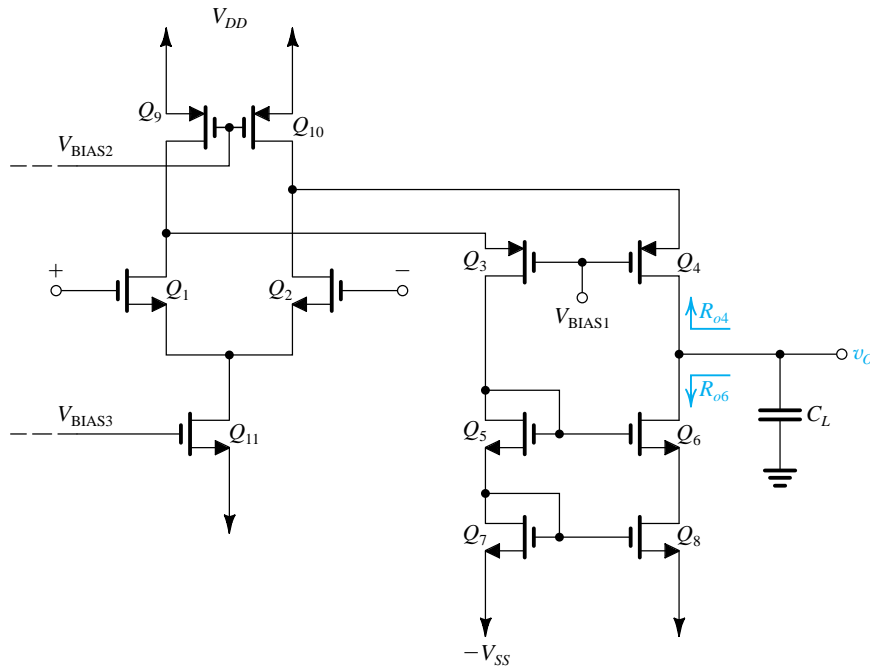 V_DD
Q_9
Q_10
V_BIAS2
+
Q_1
Q_2
−
Q_3
Q_4
V_BIAS1
R_o4
v_O
R_o6
V_BIAS3
Q_11
Q_5
Q_6
C_L
Q_7
Q_8
−V_SS